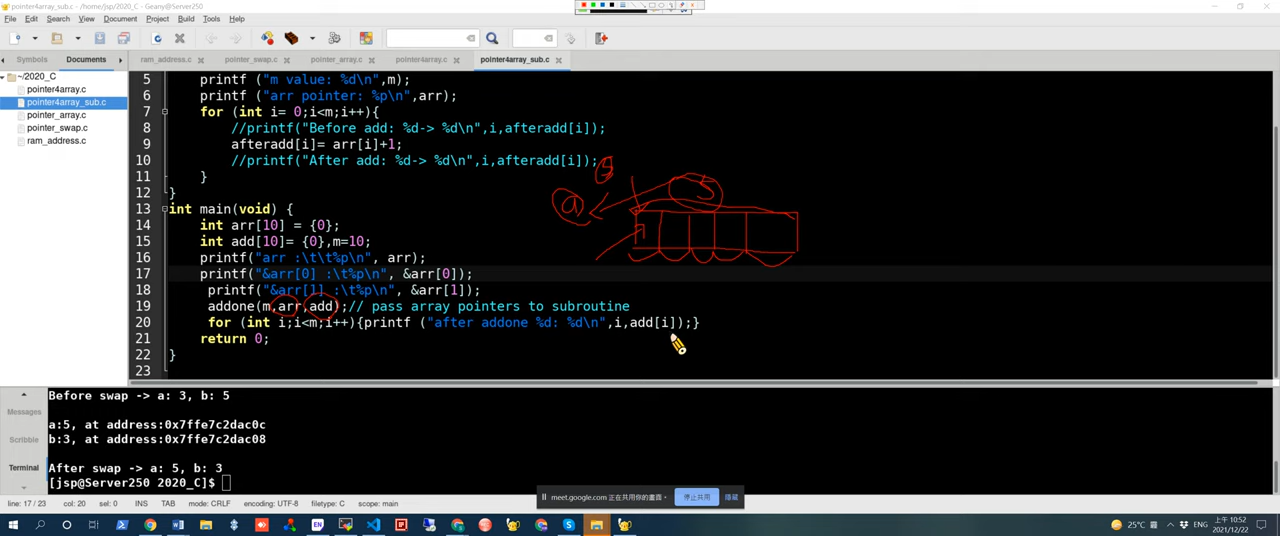 pointer4array_sub.c - /home/jsp/2020_C - Geany@Server250
File Edit Search View Document Project Build Tools Help
Symbols Documents ram_address.c pointer_swap.c pointer_array.c pointer4array.c pointer4array_sub.c
~/2020_C
pointer4array.c
pointer4array_sub.c
pointer_array.c
pointer_swap.c
ram_address.c
5 printf ("m value: %d\n",m);
6 printf ("arr pointer: %p\n",arr);
7 for (int i= 0;i<m;i++){
8 //printf("Before add: %d-> %d\n",i,afteradd[i]);
9 afteradd[i]= arr[i]+1;
10 //printf("After add: %d-> %d\n",i,afteradd[i]);
11 }
12 }
13 int main(void) {
14 int arr[10] = {0};
15 int add[10]= {0},m=10;
16 printf("arr :\t\t%p\n", arr);
17 printf("&arr[0] :\t%p\n", &arr[0]);
18 printf("&arr[1] :\t%p\n", &arr[1]);
19 addone(m,arr,add);// pass array pointers to subroutine
20 for (int i;i<m;i++){printf ("after addone %d: %d\n",i,add[i]);}
21 return 0;
22 }
23
a
5
Messages
Scribble
Terminal
Before swap -> a: 3, b: 5
a:5, at address:0x7ffe7c2dac0c
b:3, at address:0x7ffe7c2dac08
After swap -> a: 5, b: 3
[jsp@Server250 2020_C]$
meet.google.com 正在共用你的畫面。 停止共用 隱藏
line: 17 / 23 col: 20 sel: 0 INS TAB mode: CRLF encoding: UTF-8 filetype: C scope: main
EN
25°C ENG
上午 10:52
2021/12/22